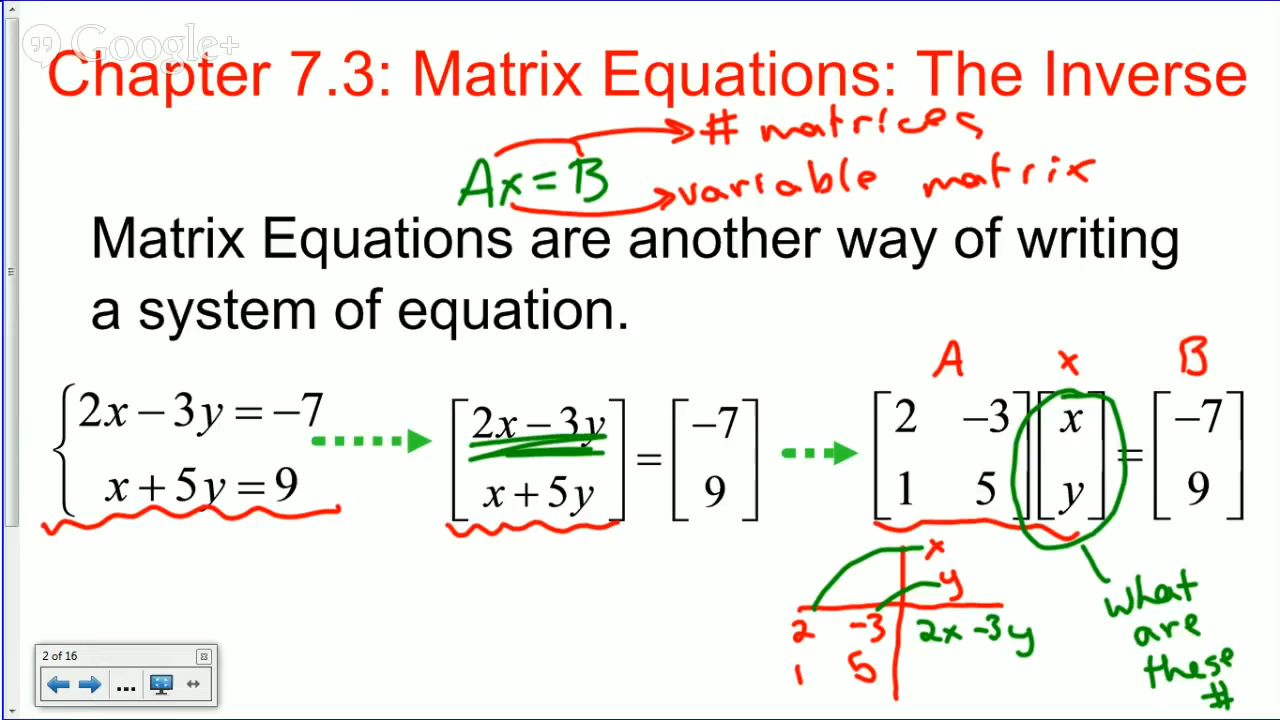 Google+
Chapter 7.3: Matrix Equations: The Inverse
# matrices
Ax = B
variable matrix
Matrix Equations are another way of writing
a system of equation.
A x B
{2x − 3y = −7
x + 5y = 9
[2x − 3y
x + 5y] = [−7
9]
[2 −3
1 5] [x
y] = [−7
9]
x
y
2 −3 2x −3y
1 5
what
are
these
#
2 of 16
...